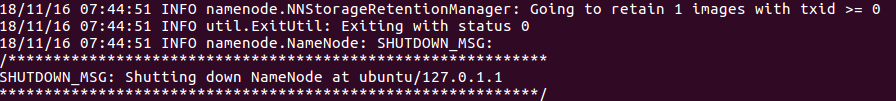 18/11/16 07:44:51 INFO namenode.NNStorageRetentionManager: Going to retain 1 images with txid >= 0
18/11/16 07:44:51 INFO util.ExitUtil: Exiting with status 0
18/11/16 07:44:51 INFO namenode.NameNode: SHUTDOWN_MSG:
/************************************************************
SHUTDOWN_MSG: Shutting down NameNode at ubuntu/127.0.1.1
************************************************************/